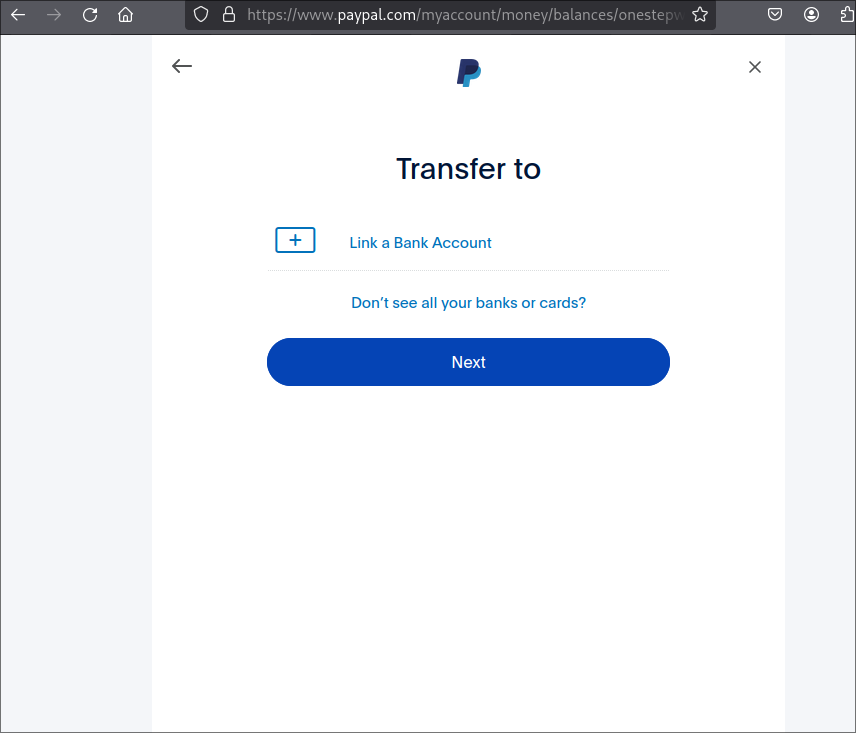 https://www.paypal.com/myaccount/money/balances/onestepw
Transfer to
Link a Bank Account
Don’t see all your banks or cards?
Next